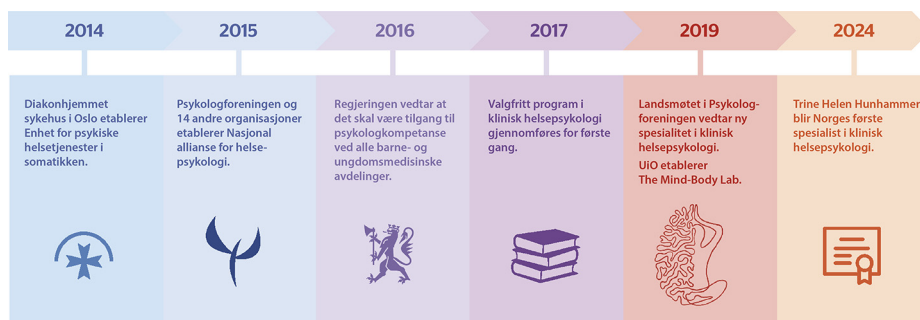 2014
2015
2016
2017
2019
2024
Diakonhjemmet
sykehus i Oslo etablerer
Enhet for psykiske
helsetjenester i
somatikken.
Psykologforeningen og
14 andre organisasjoner
etablerer Nasjonal
allianse for helse-
psykologi.
Regjeringen vedtar at
det skal være tilgang til
psykologkompetanse
ved alle barne- og
ungdomsmedisinske
avdelinger.
Valgfritt program i
klinisk helsepsykologi
gjennomføres for første
gang.
Landsmøtet i Psykolog-
foreningen vedtar ny
spesialitet i klinisk
helsepsykologi.
UiO etablerer
The Mind-Body Lab.
Trine Helen Hunhammer
blir Norges første
spesialist i klinisk
helsepsykologi.